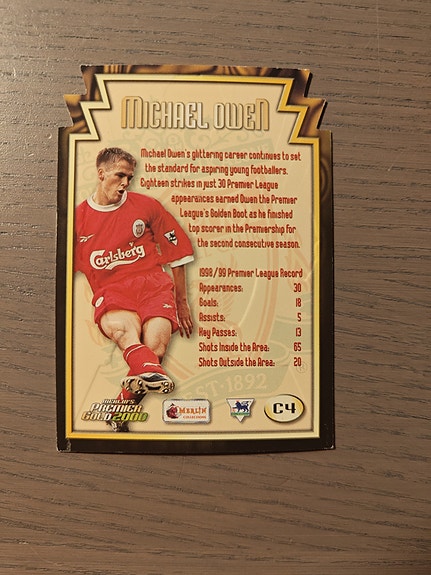 MICHAEL OWEN
Michael Owen's glittering career continues to set
the standard for aspiring young footballers.
Eighteen strikes in just 30 Premier League
appearances earned Owen the Premier
League's Golden Boot as he finished
top scorer in the Premiership for
the second consecutive season.
1998/99 Premier League Record
Appearances: 30
Goals: 18
Assists: 5
Key Passes: 13
Shots Inside the Area: 65
Shots Outside the Area: 20
Reebok
Carlsberg
EST·1892
MERLIN'S
PREMIER
GOLD 2000
MERLIN
COLLECTIONS
C4